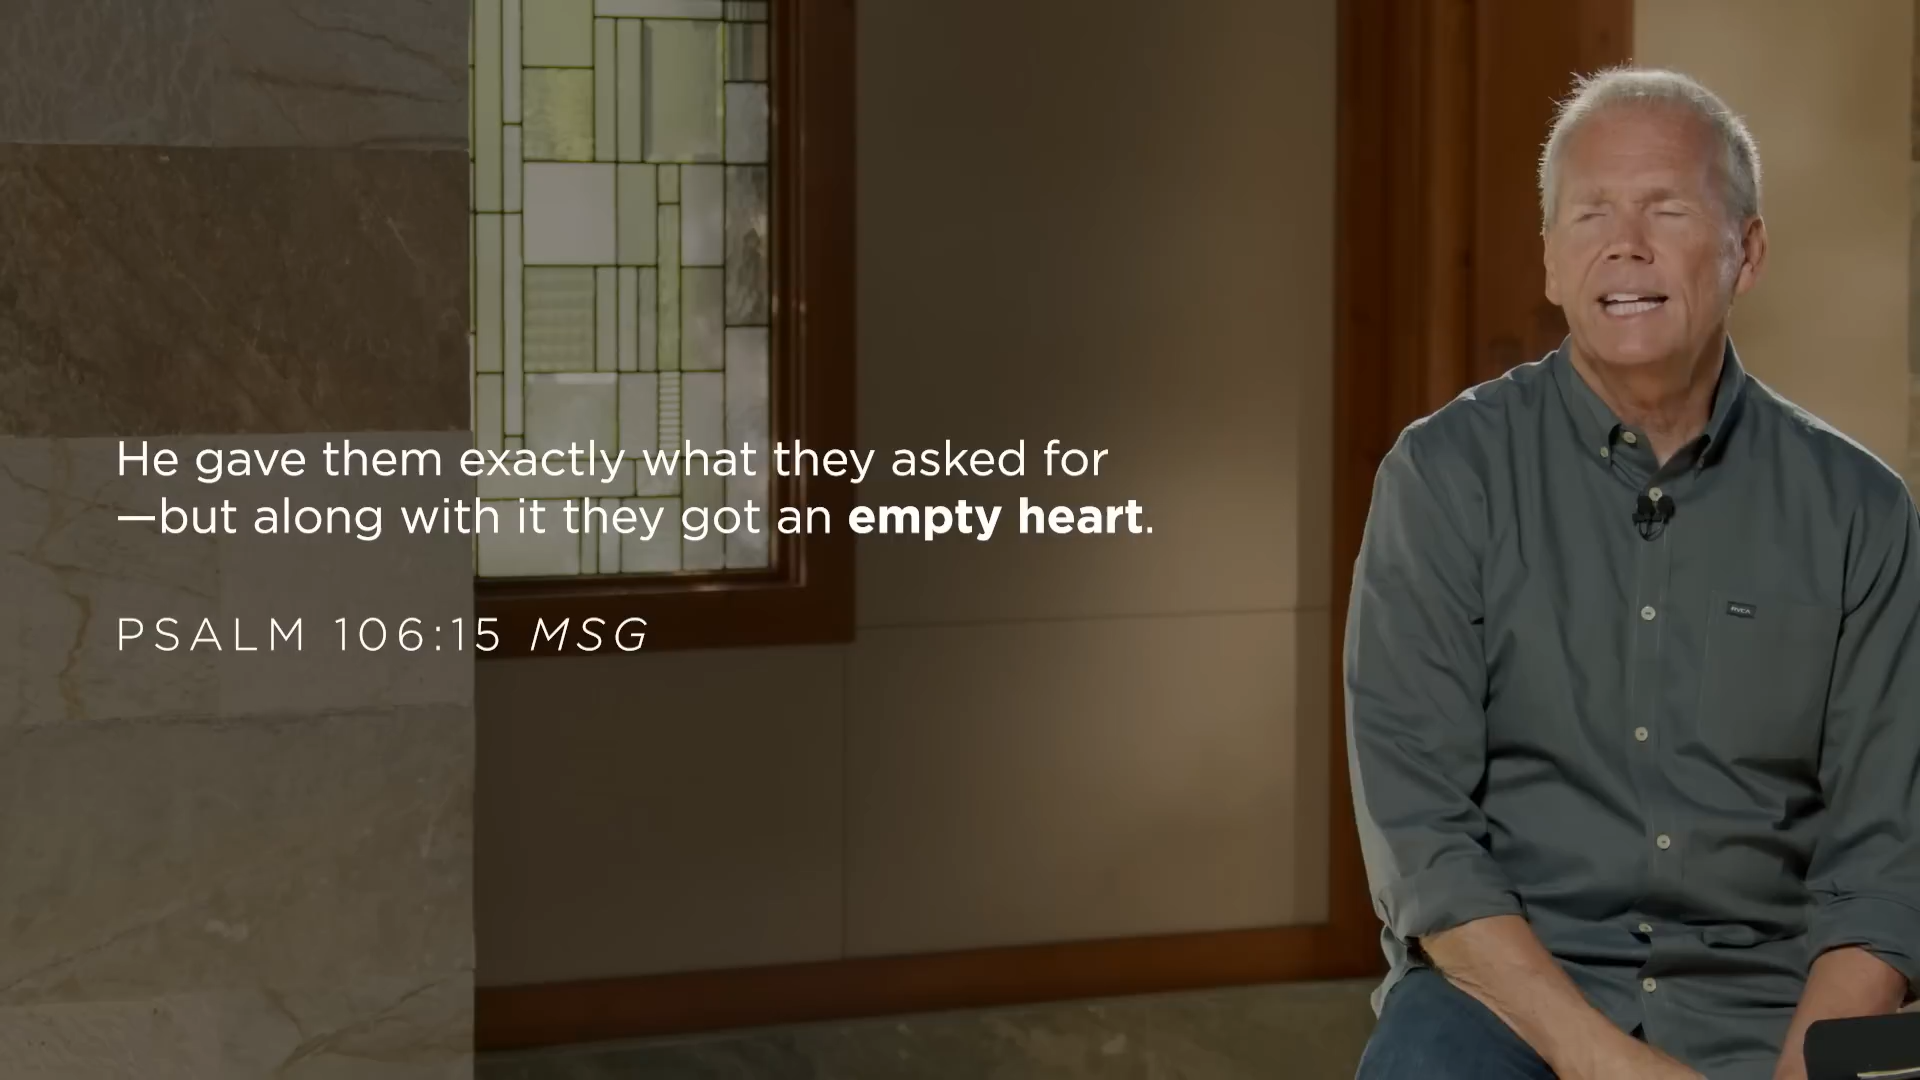 He gave them exactly what they asked for
—but along with it they got an empty heart.
PSALM 106:15 MSG
RVCA